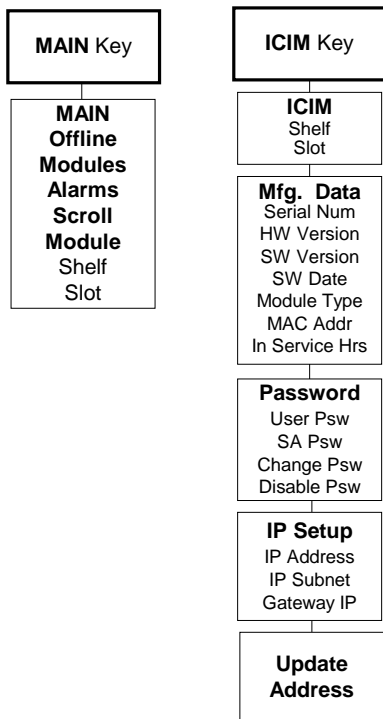 MAIN Key
MAIN
Offline
Modules
Alarms
Scroll
Module
Shelf
Slot
ICIM Key
ICIM
Shelf
Slot
Mfg. Data
Serial Num
HW Version
SW Version
SW Date
Module Type
MAC Addr
In Service Hrs
Password
User Psw
SA Psw
Change Psw
Disable Psw
IP Setup
IP Address
IP Subnet
Gateway IP
Update
Address